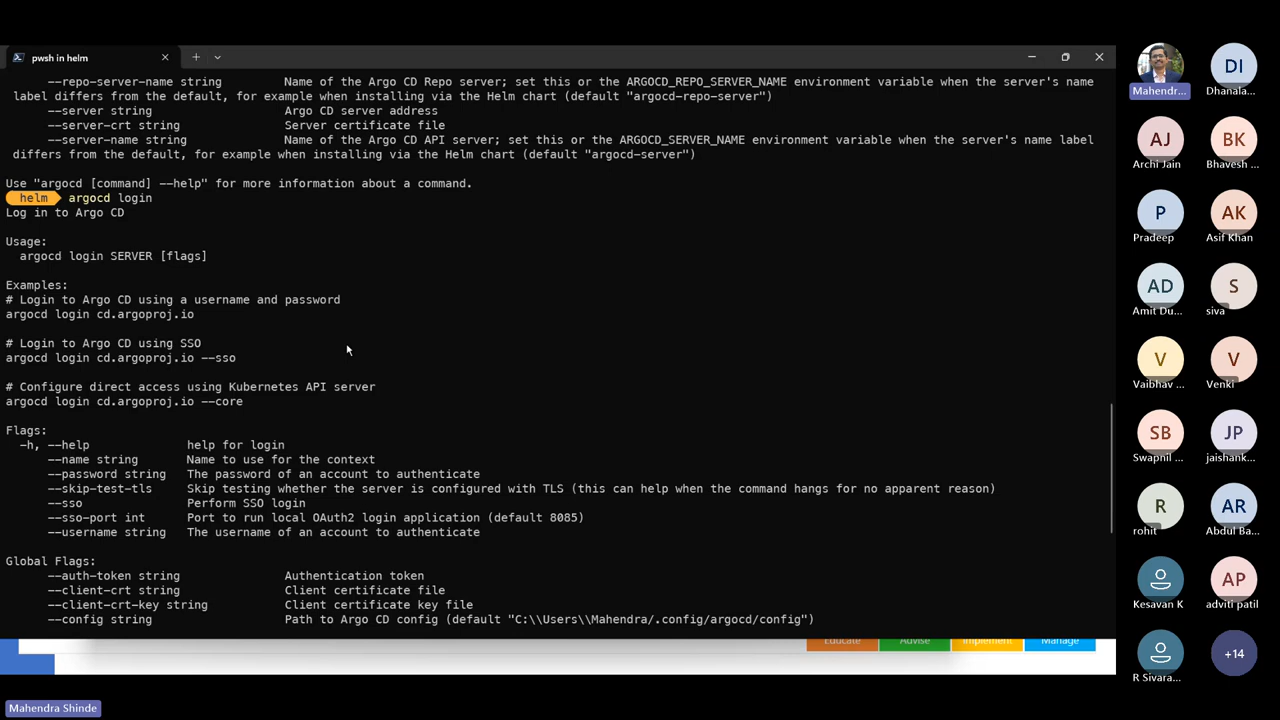 pwsh in helm
--repo-server-name string Name of the Argo CD Repo server; set this or the ARGOCD_REPO_SERVER_NAME environment variable when the server's name
label differs from the default, for example when installing via the Helm chart (default "argocd-repo-server")
--server string Argo CD server address
--server-crt string Server certificate file
--server-name string Name of the Argo CD API server; set this or the ARGOCD_SERVER_NAME environment variable when the server's name label
differs from the default, for example when installing via the Helm chart (default "argocd-server")
Use "argocd [command] --help" for more information about a command.
helm argocd login
Log in to Argo CD
Usage:
argocd login SERVER [flags]
Examples:
# Login to Argo CD using a username and password
argocd login cd.argoproj.io
# Login to Argo CD using SSO
argocd login cd.argoproj.io --sso
# Configure direct access using Kubernetes API server
argocd login cd.argoproj.io --core
Flags:
-h, --help help for login
--name string Name to use for the context
--password string The password of an account to authenticate
--skip-test-tls Skip testing whether the server is configured with TLS (this can help when the command hangs for no apparent reason)
--sso Perform SSO login
--sso-port int Port to run local OAuth2 login application (default 8085)
--username string The username of an account to authenticate
Global Flags:
--auth-token string Authentication token
--client-crt string Client certificate file
--client-crt-key string Client certificate key file
--config string Path to Argo CD config (default "C:\\Users\\Mahendra/.config/argocd/config")
Educate Advise Implement Manage
Mahendr...
DI
Dhanala...
AJ
Archi Jain
BK
Bhavesh ...
P
Pradeep
AK
Asif Khan
AD
Amit Du...
S
siva
V
Vaibhav ...
V
Venki
SB
Swapnil ...
JP
jaishank...
R
rohit
AR
Abdul Ba...
Kesavan K
AP
adviti patil
R Sivara...
+14
Mahendra Shinde